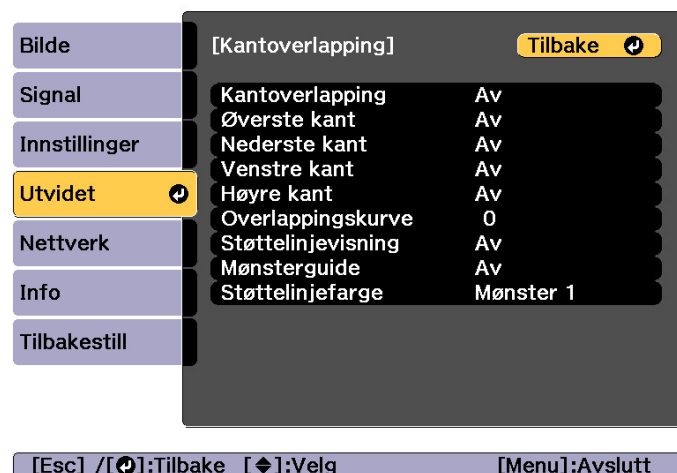 Bilde
Signal
Innstillinger
Utvidet
Nettverk
Info
Tilbakestill
[Kantoverlapping] Tilbake
Kantoverlapping Av
Øverste kant Av
Nederste kant Av
Venstre kant Av
Høyre kant Av
Overlappingskurve 0
Støttelinjevisning Av
Mønsterguide Av
Støttelinjefarge Mønster 1
[Esc] /[⏎]:Tilbake [◆]:Velg [Menu]:Avslutt